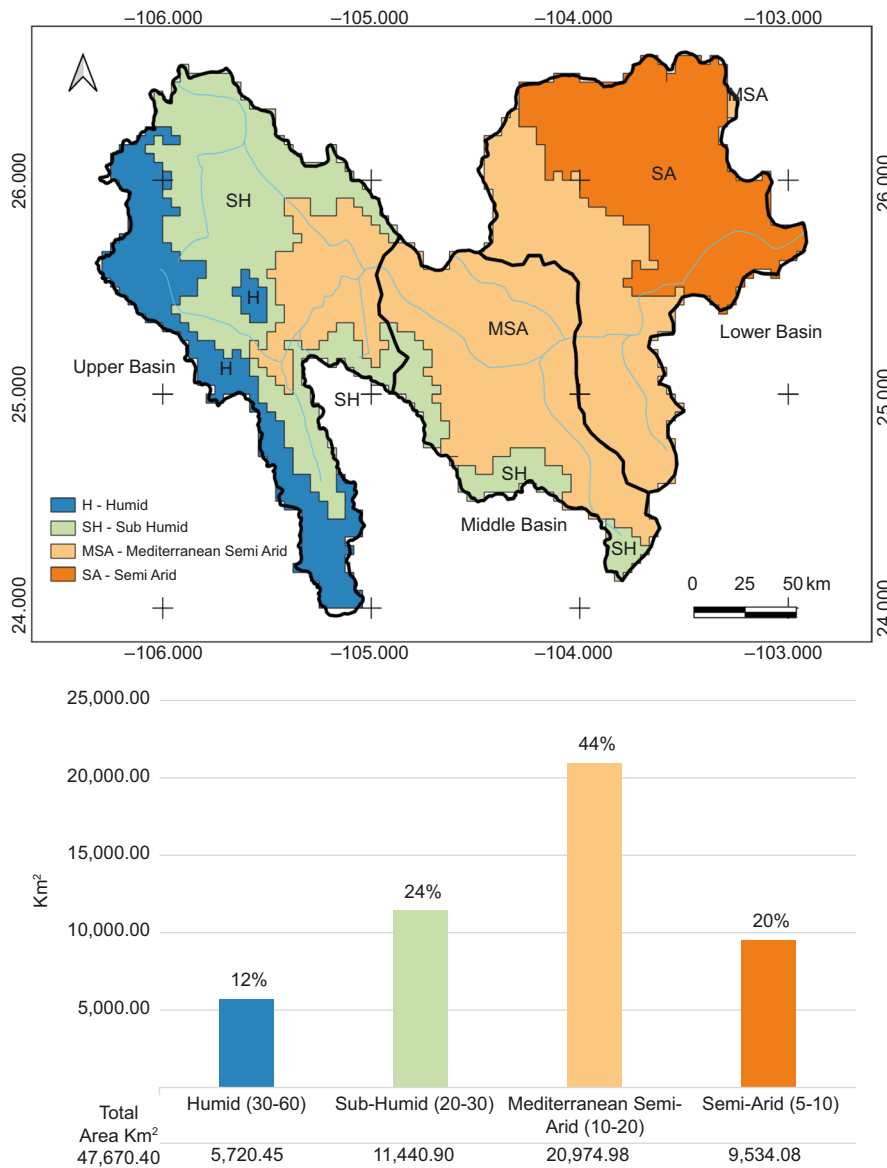 –106.000 –105.000 –104.000 –103.000
MSA
26.000
SA
26.000
SH
H
MSA
Lower Basin
Upper Basin
H
25.000
SH
25.000
SH
H - Humid
SH - Sub Humid
MSA - Mediterranean Semi Arid
SA - Semi Arid
Middle Basin
SH
0 25 50 km
24.000
24.000
–106.000 –105.000 –104.000 –103.000
25,000.00
44%
20,000.00
15,000.00
Km²
24%
20%
10,000.00
12%
5,000.00
Total
Area Km²
47,670.40
Humid (30-60)
5,720.45
Sub-Humid (20-30)
11,440.90
Mediterranean Semi-
Arid (10-20)
20,974.98
Semi-Arid (5-10)
9,534.08